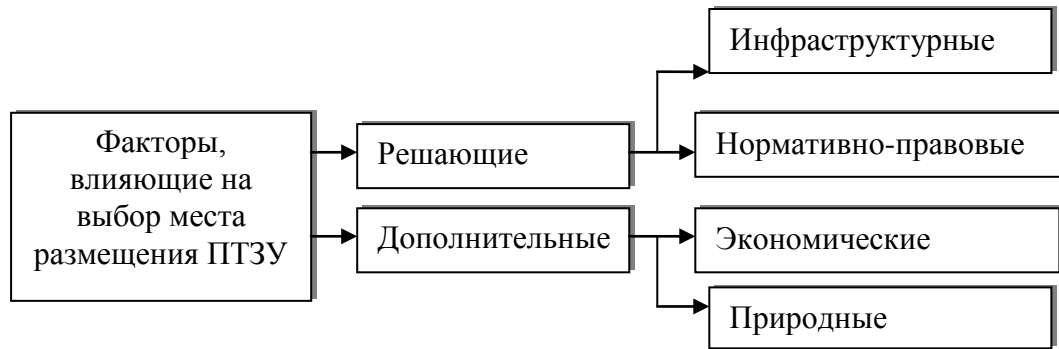 Факторы,
влияющие на
выбор места
размещения ПТЗУ
Решающие
Дополнительные
Инфраструктурные
Нормативно-правовые
Экономические
Природные